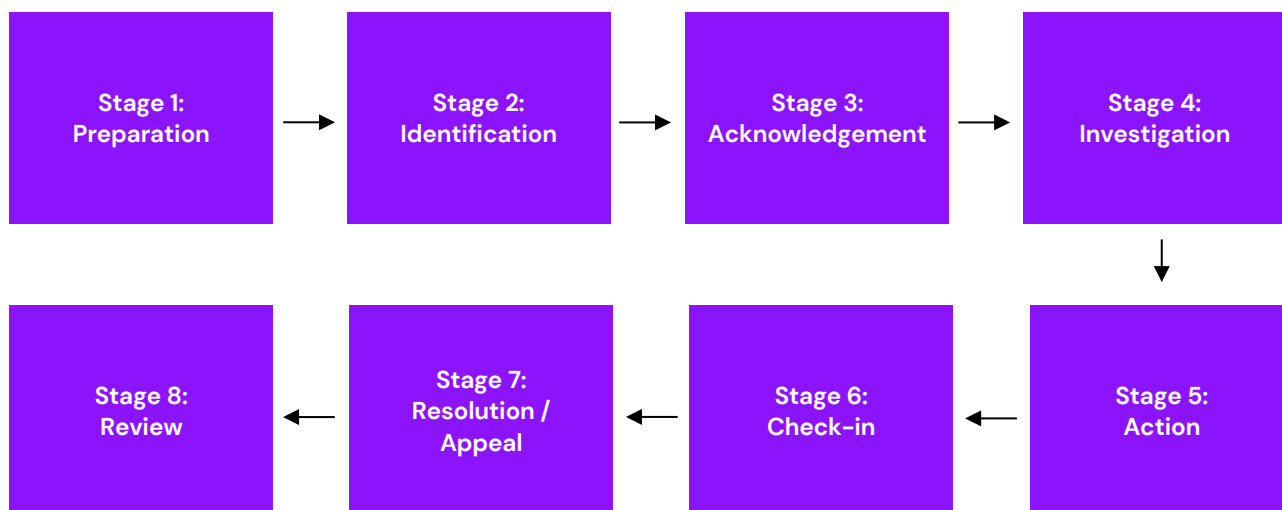 Stage 1:
Preparation
Stage 2:
Identification
Stage 3:
Acknowledgement
Stage 4:
Investigation
Stage 5:
Action
Stage 6:
Check-in
Stage 7:
Resolution /
Appeal
Stage 8:
Review